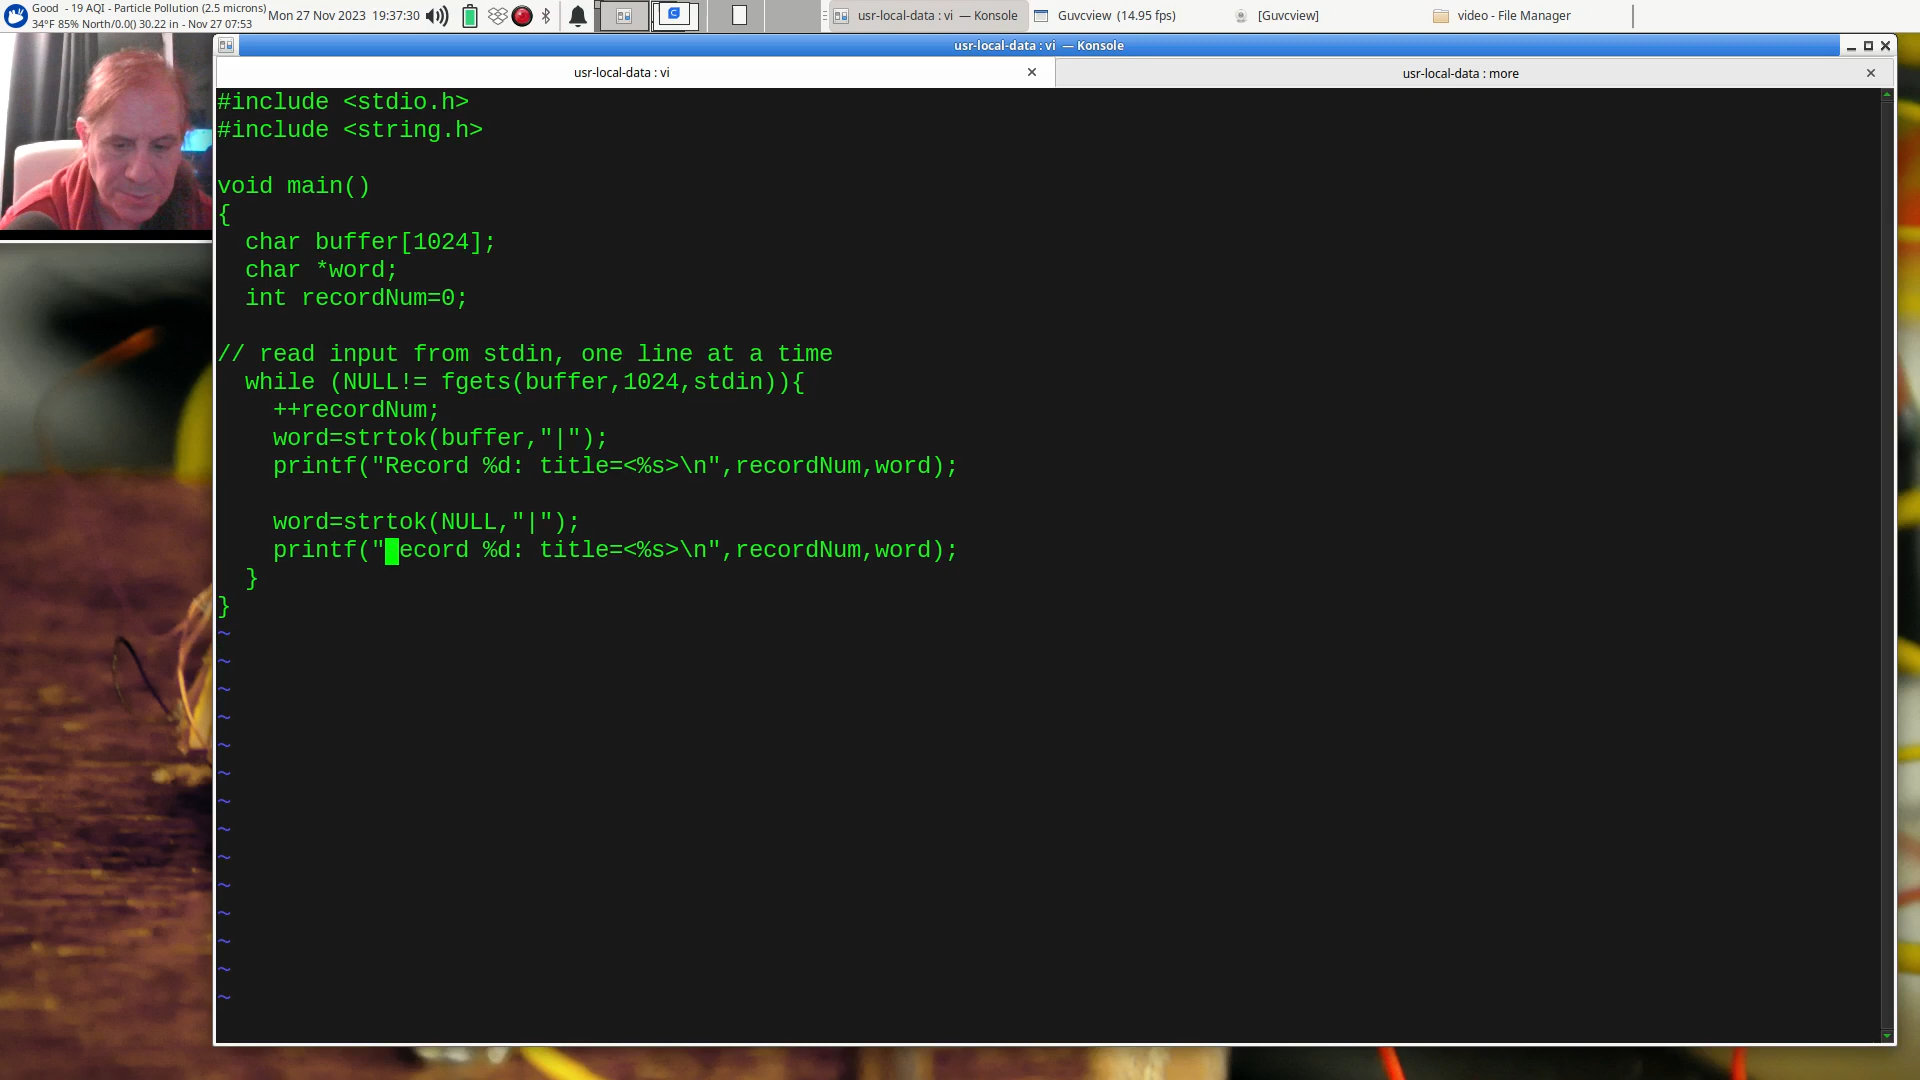 Good - 19 AQI - Particle Pollution (2.5 microns)
34°F 85% North/0.0() 30.22 in - Nov 27 07:53
Mon 27 Nov 2023 19:37:30
usr-local-data : vi — Konsole
Guvcview (14.95 fps)
[Guvcview]
video - File Manager
usr-local-data : vi — Konsole
usr-local-data : vi
usr-local-data : more
#include <stdio.h>
#include <string.h>
void main()
{
  char buffer[1024];
  char *word;
  int recordNum=0;
// read input from stdin, one line at a time
  while (NULL!= fgets(buffer,1024,stdin)){
    ++recordNum;
    word=strtok(buffer,"|");
    printf("Record %d: title=<%s>\n",recordNum,word);
    word=strtok(NULL,"|");
    printf("ecord %d: title=<%s>\n",recordNum,word);
  }
}
~
~
~
~
~
~
~
~
~
~
~
~
~
~